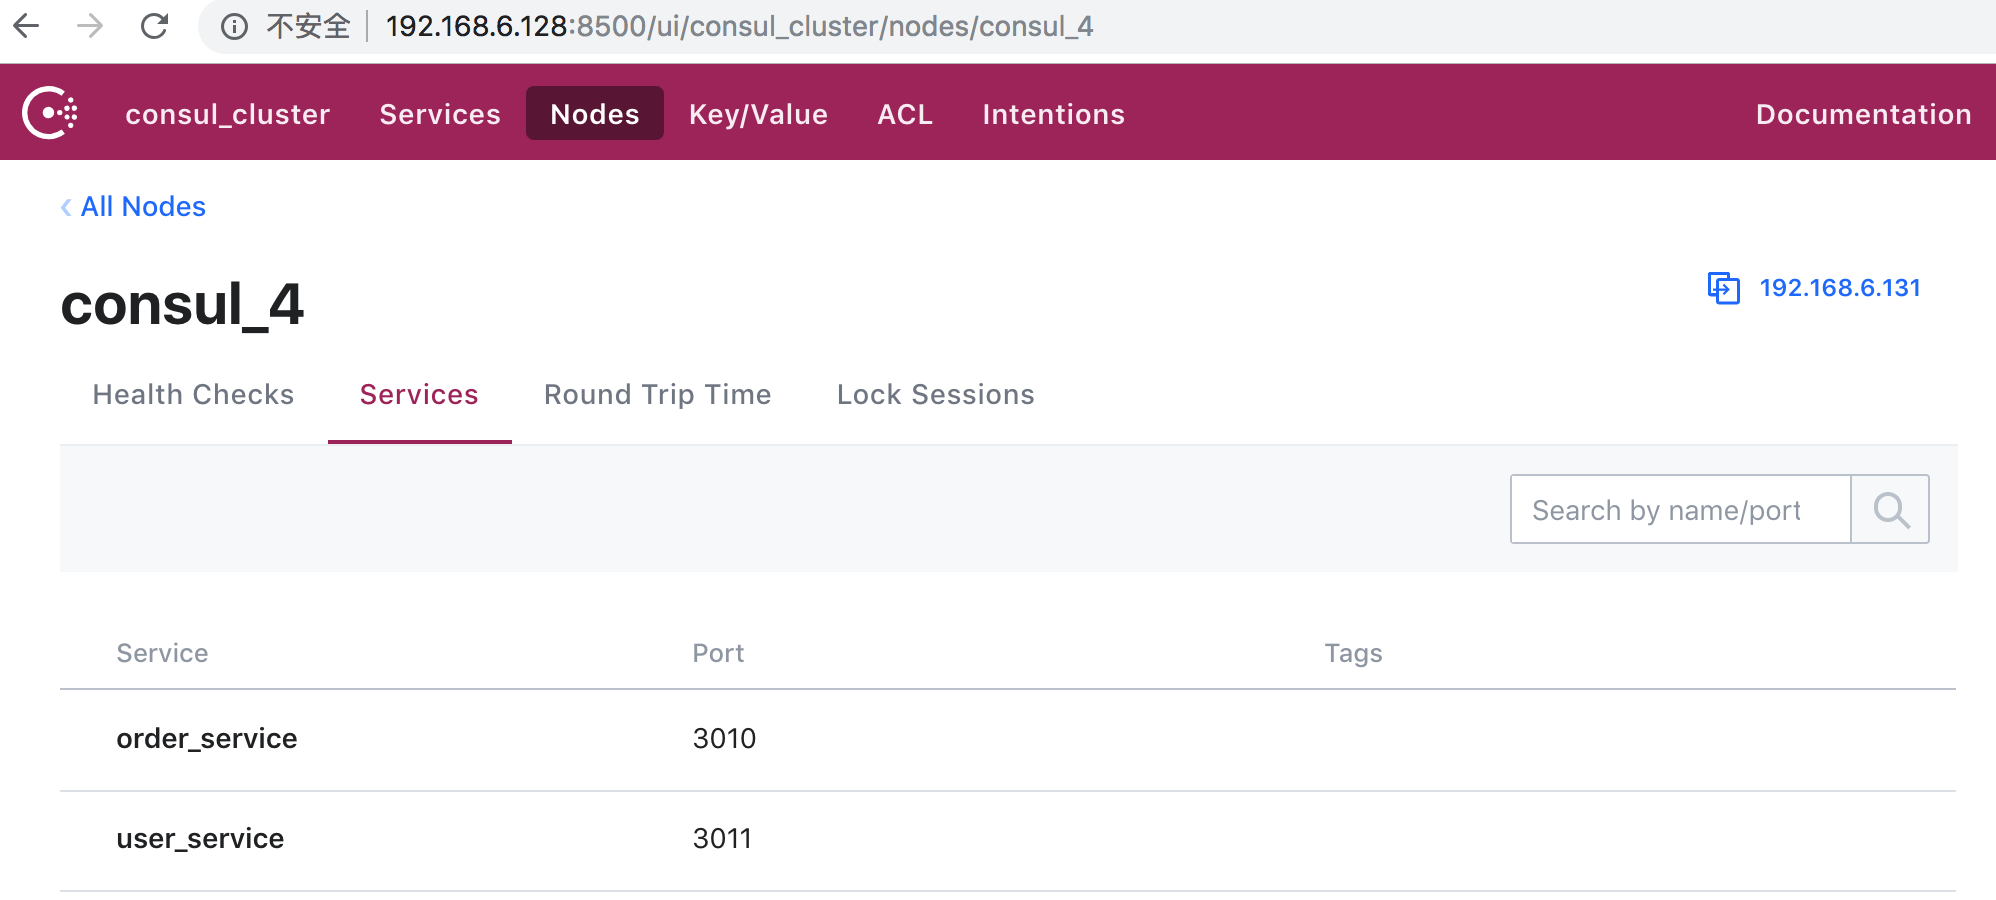 不安全 192.168.6.128:8500/ui/consul_cluster/nodes/consul_4
consul_cluster Services Nodes Key/Value ACL Intentions Documentation
‹ All Nodes
consul_4
192.168.6.131
Health Checks Services Round Trip Time Lock Sessions
Search by name/port
Service Port Tags
order_service 3010
user_service 3011